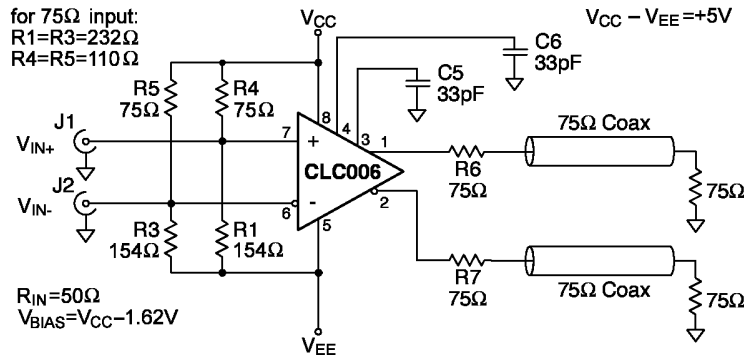 for 75Ω input:
R1=R3=232Ω
R4=R5=110Ω
VCC
VCC − VEE =+5V
C6
33pF
C5
33pF
R5
75Ω
R4
75Ω
J1
VIN+
J2
VIN-
7
+
8
4
3
1
CLC006
6
-
5
2
R6
75Ω
75Ω Coax
75Ω
R3
154Ω
R1
154Ω
R7
75Ω
75Ω Coax
75Ω
RIN=50Ω
VBIAS=VCC−1.62V
VEE